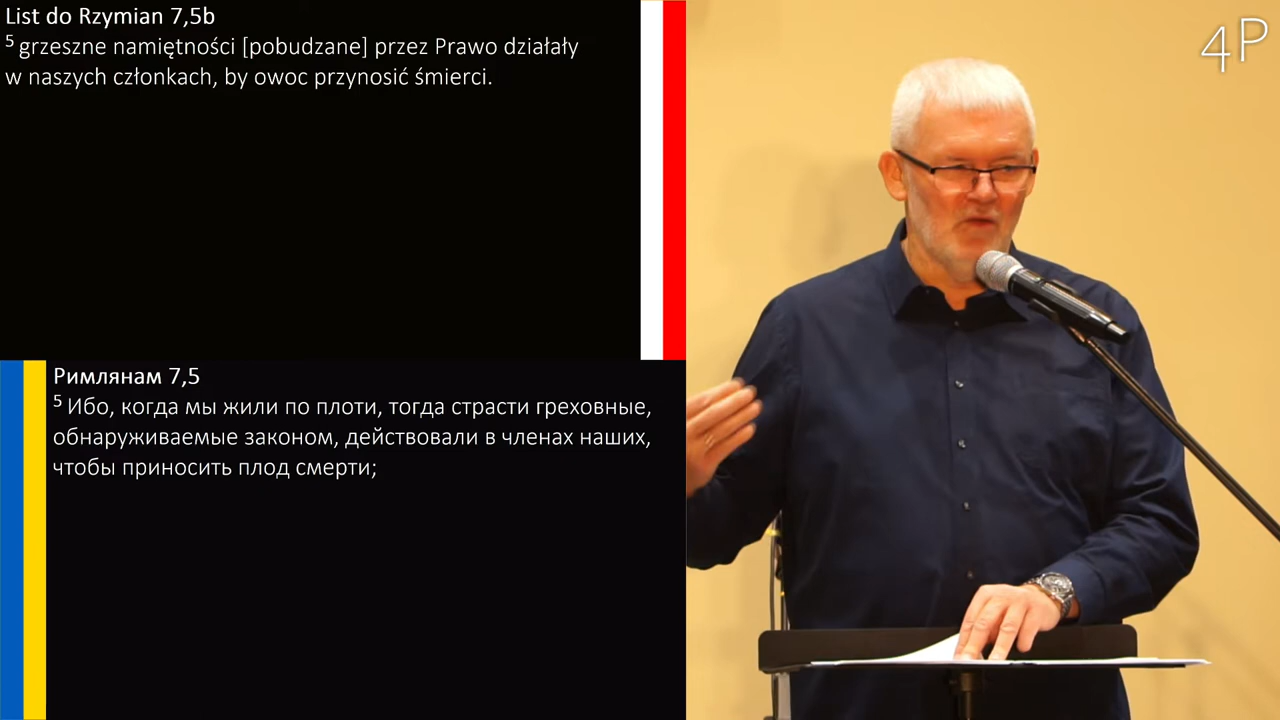 List do Rzymian 7,5b
5 grzeszne namiętności [pobudzane] przez Prawo działały
w naszych członkach, by owoc przynosić śmierci.
4P
Римлянам 7,5
5 Ибо, когда мы жили по плоти, тогда страсти греховные,
обнаруживаемые законом, действовали в членах наших,
чтобы приносить плод смерти;